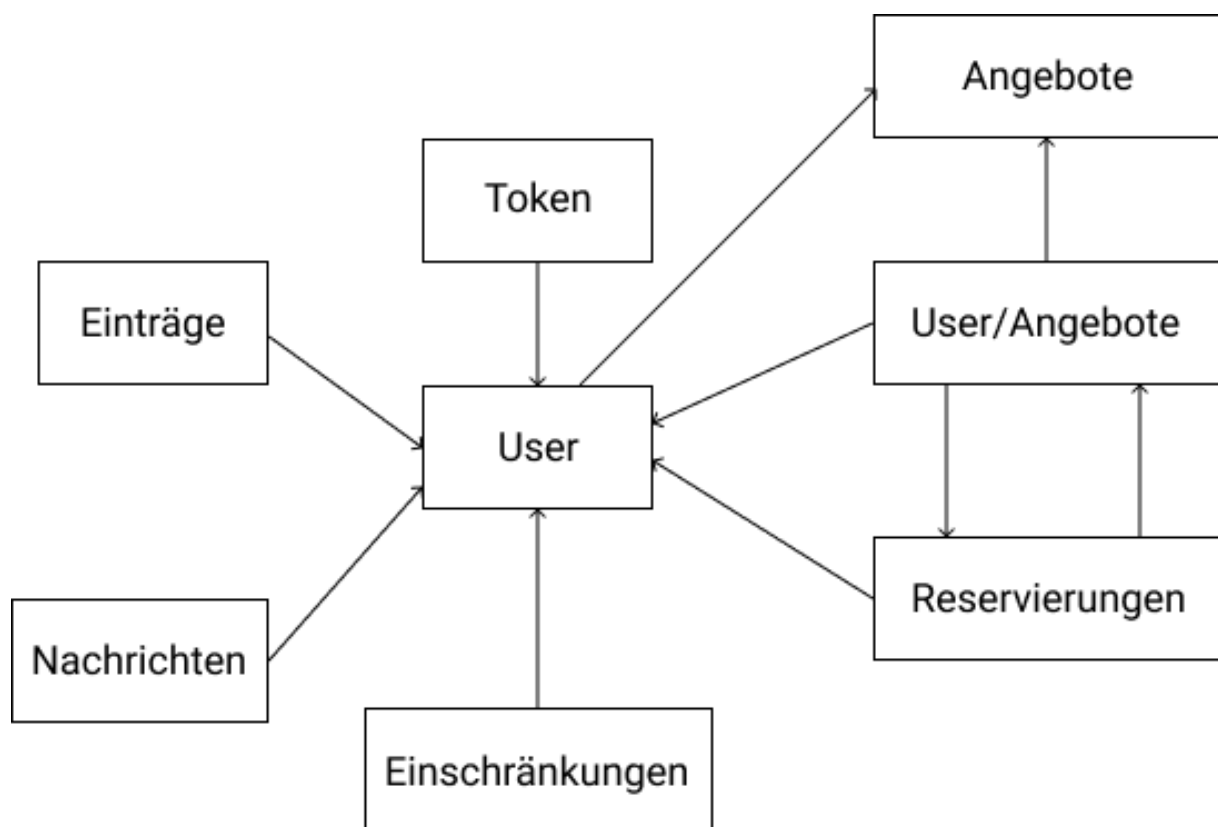 Angebote
Token
Einträge
User/Angebote
User
Reservierungen
Nachrichten
Einschränkungen